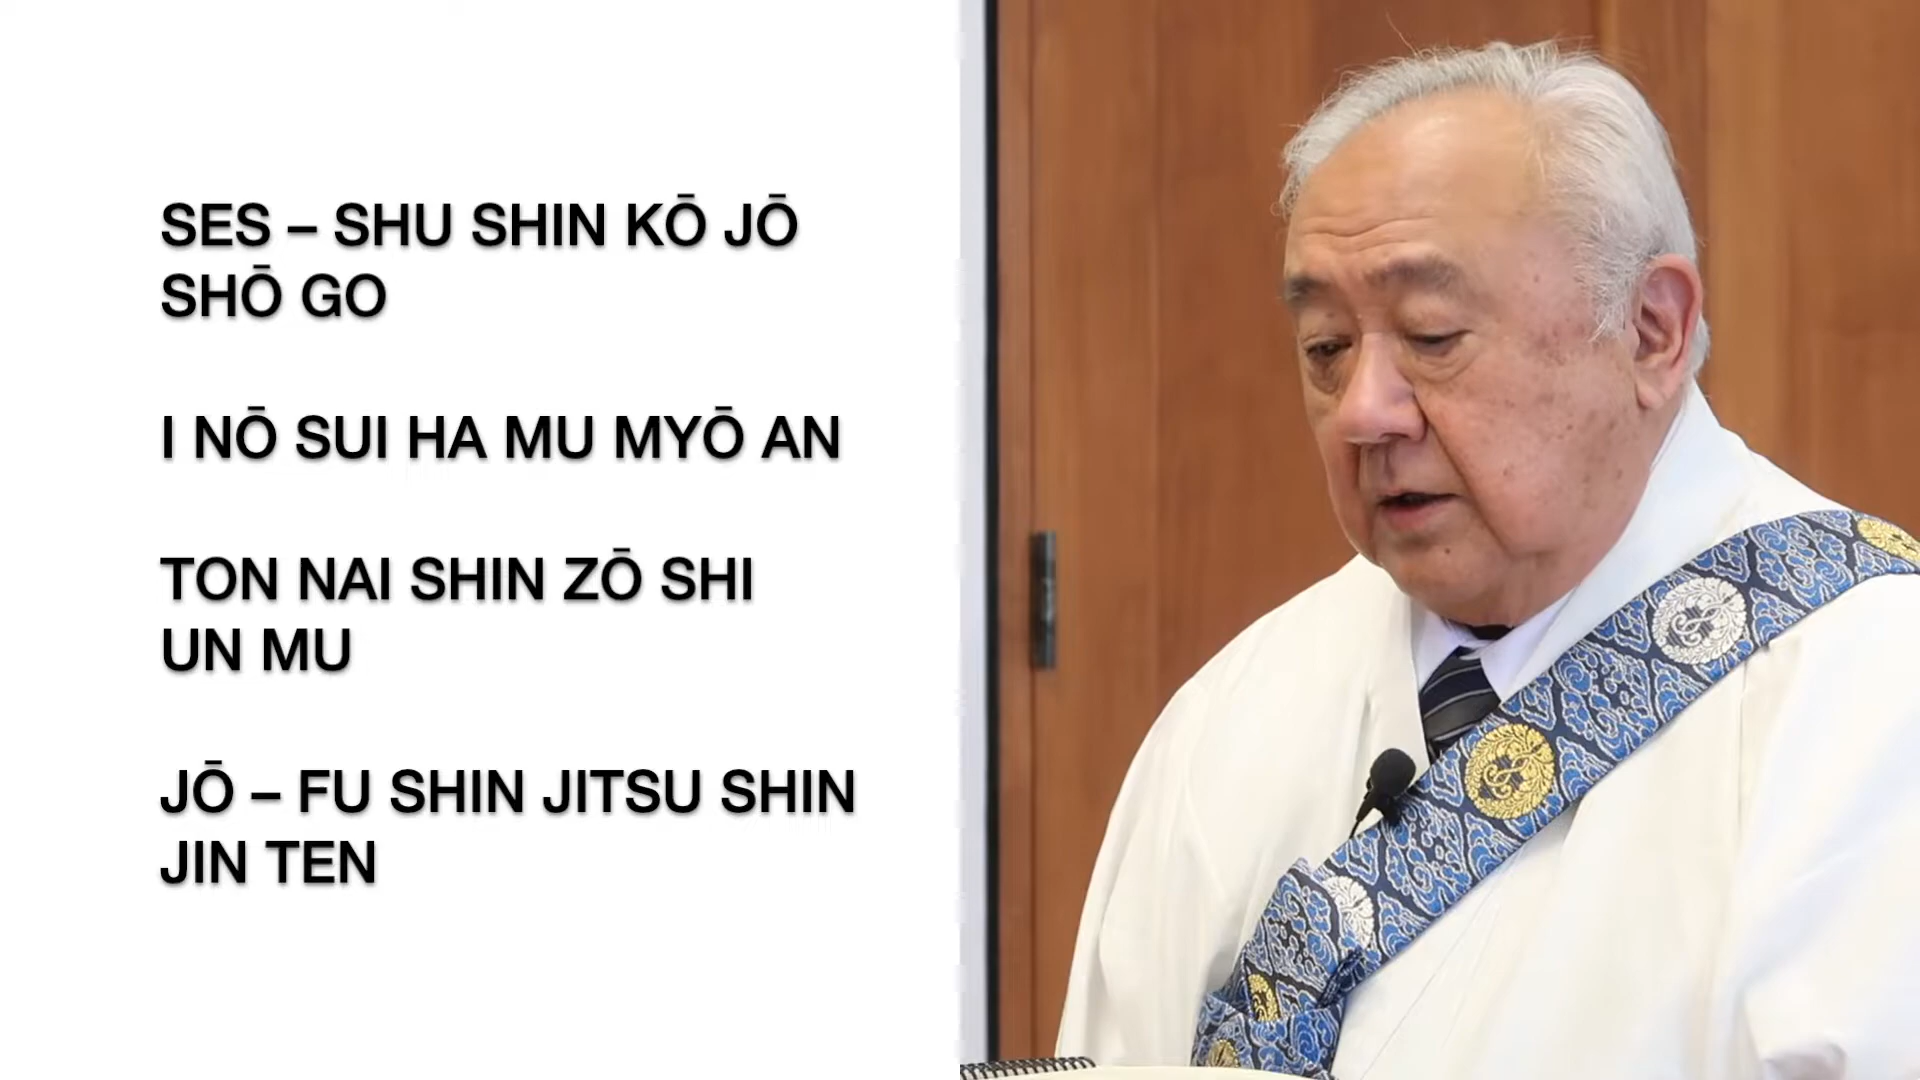 SES – SHU SHIN KŌ JŌ
SHŌ GO
I NŌ SUI HA MU MYŌ AN
TON NAI SHIN ZŌ SHI
UN MU
JŌ – FU SHIN JITSU SHIN
JIN TEN